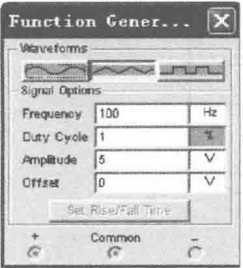 Function Gener...
Waveforms
Signal Options
Frequency 100 Hz
Duty Cycle 1 %
Amplitude 5 V
Offset 0 V
Set Rise/Fall Time
+ Common −